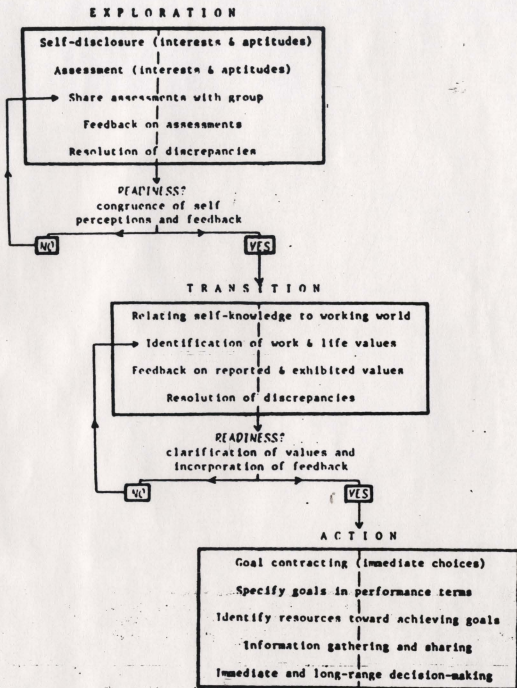 EXPLORATION
Self-disclosure (interests & aptitudes)
Assessment (interests & aptitudes)
Share assessments with group
Feedback on assessments
Resolution of discrepancies
READINESS?
congruence of self
perceptions and feedback
NO YES
TRANSITION
Relating self-knowledge to working world
Identification of work & life values
Feedback on reported & exhibited values
Resolution of discrepancies
READINESS?
clarification of values and
incorporation of feedback
NO YES
ACTION
Goal contracting (immediate choices)
Specify goals in performance terms
Identify resources toward achieving goals
Information gathering and sharing
Immediate and long-range decision-making